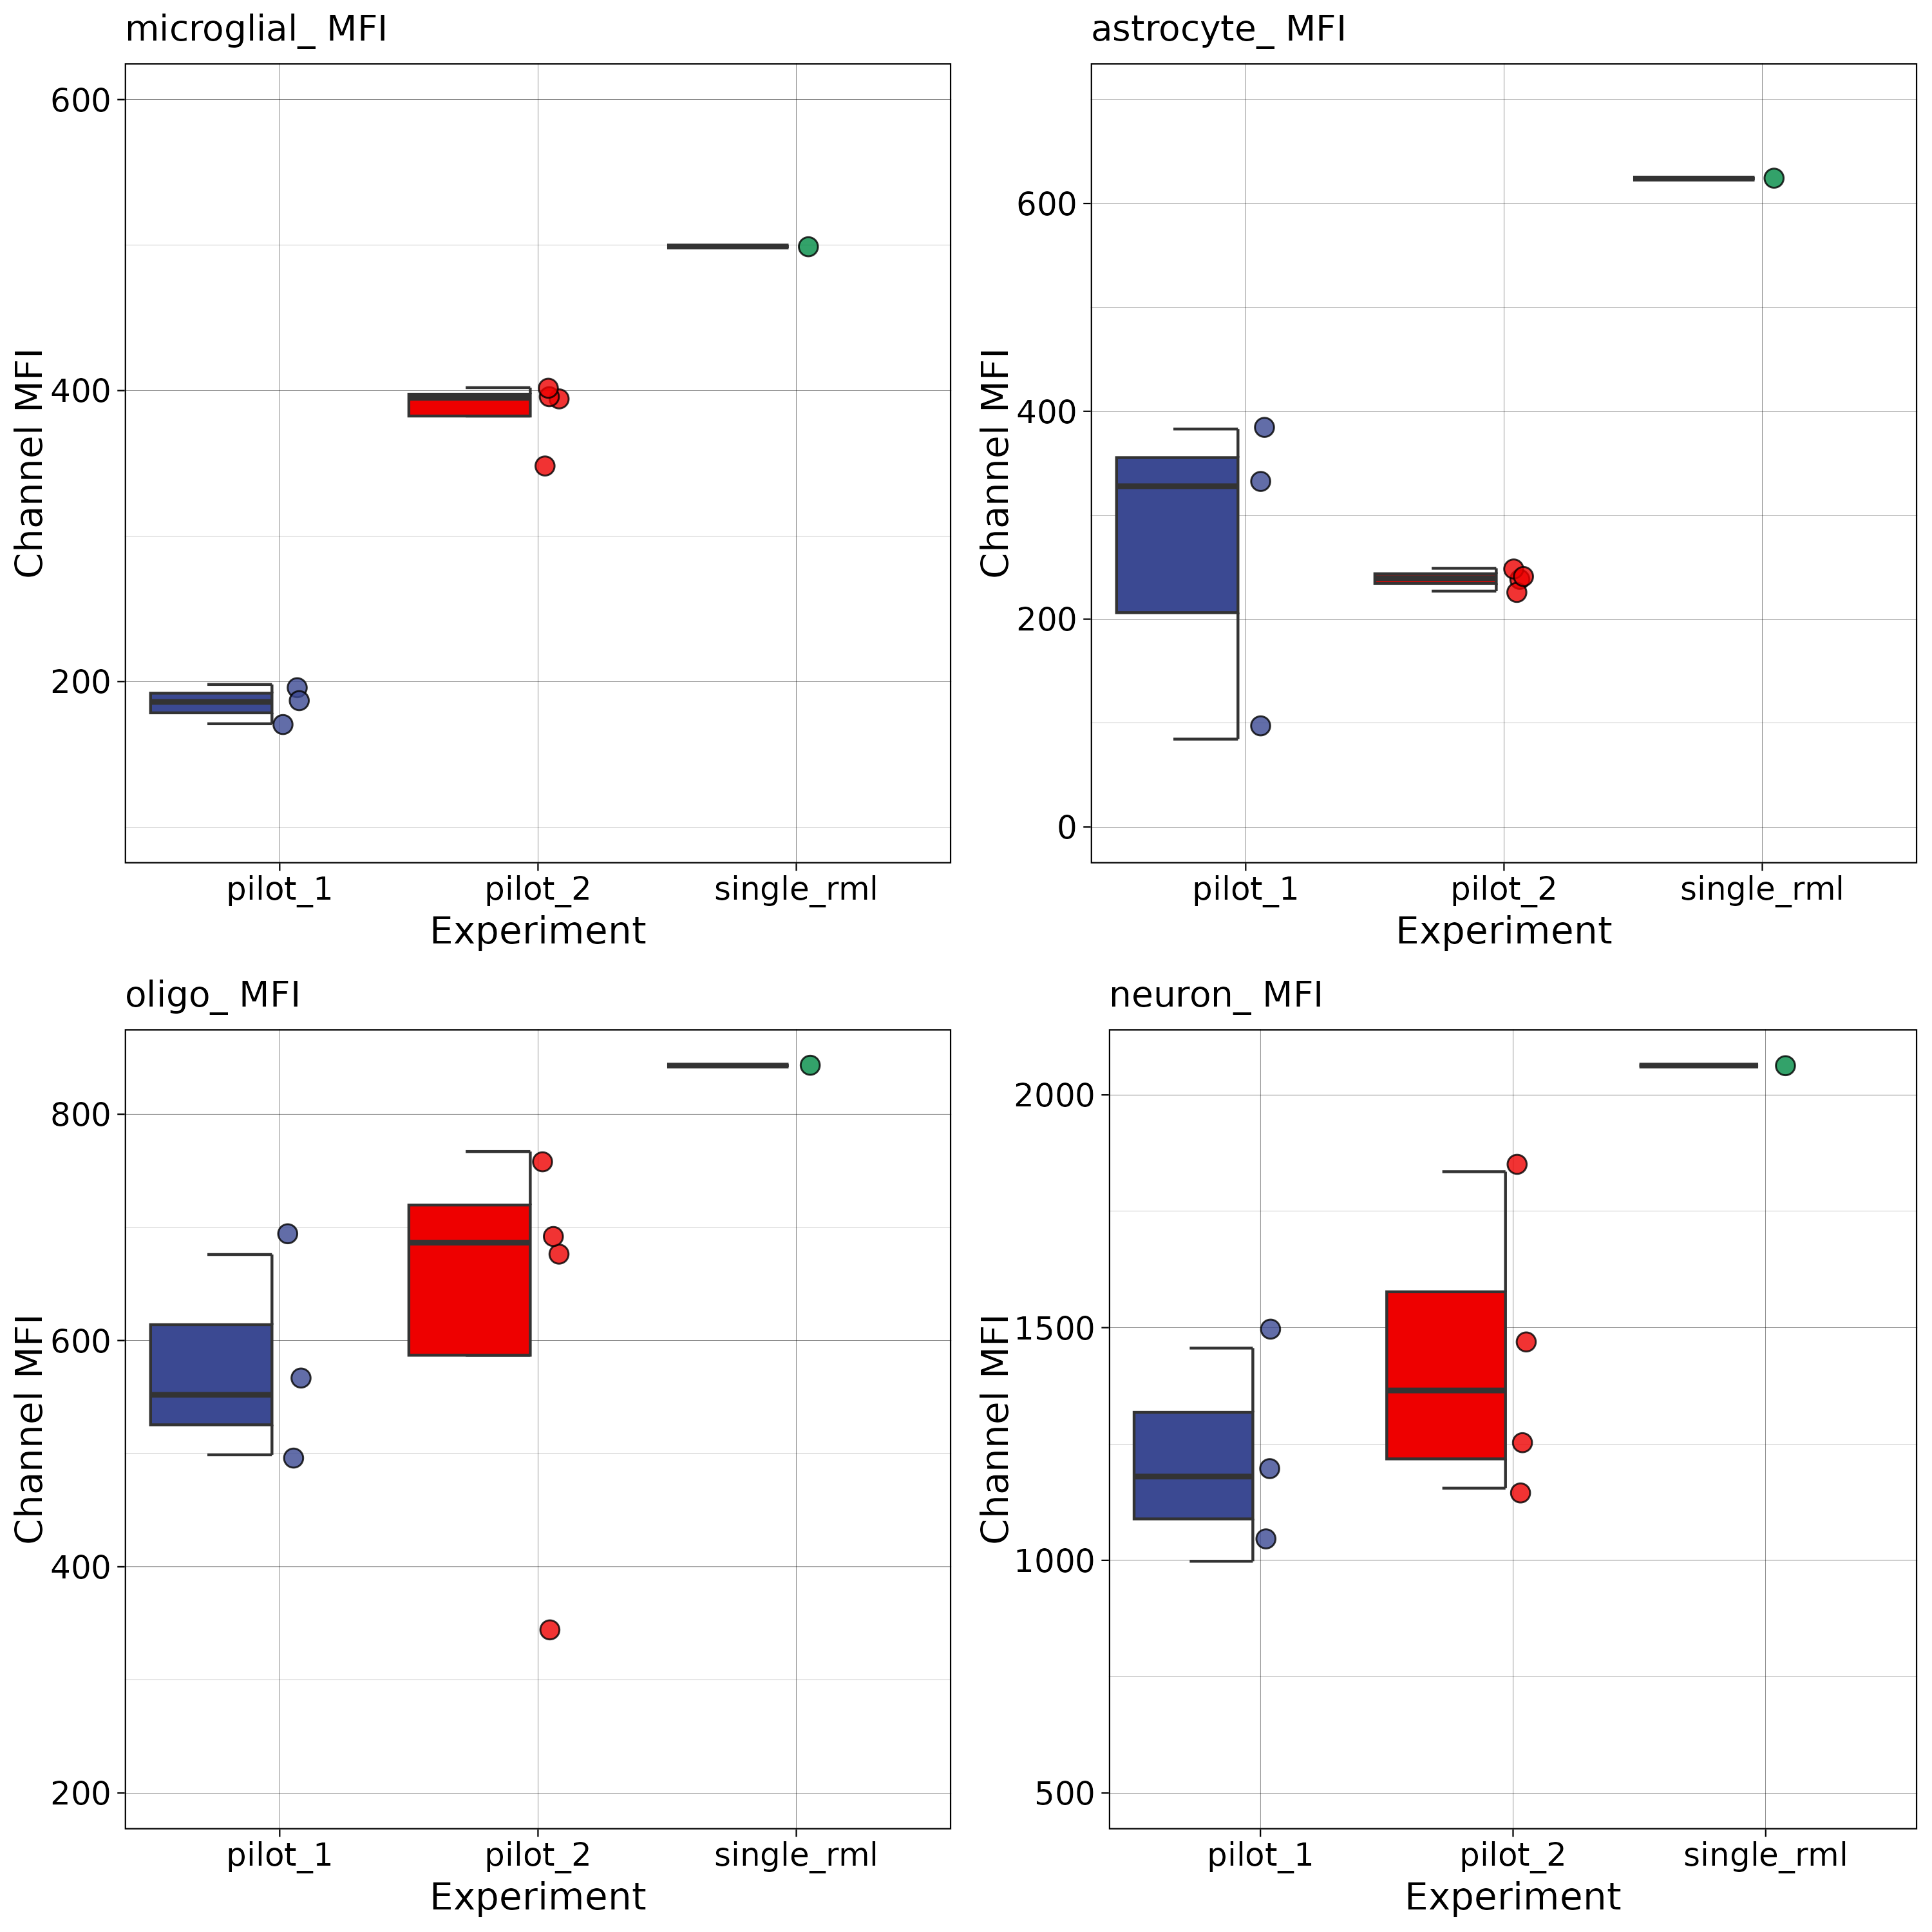 microglial_ MFI
600
400
200
Channel MFI
pilot_1 pilot_2 single_rml
Experiment
astrocyte_ MFI
600
400
200
0
Channel MFI
pilot_1 pilot_2 single_rml
Experiment
oligo_ MFI
800
600
400
200
Channel MFI
pilot_1 pilot_2 single_rml
Experiment
neuron_ MFI
2000
1500
1000
500
Channel MFI
pilot_1 pilot_2 single_rml
Experiment